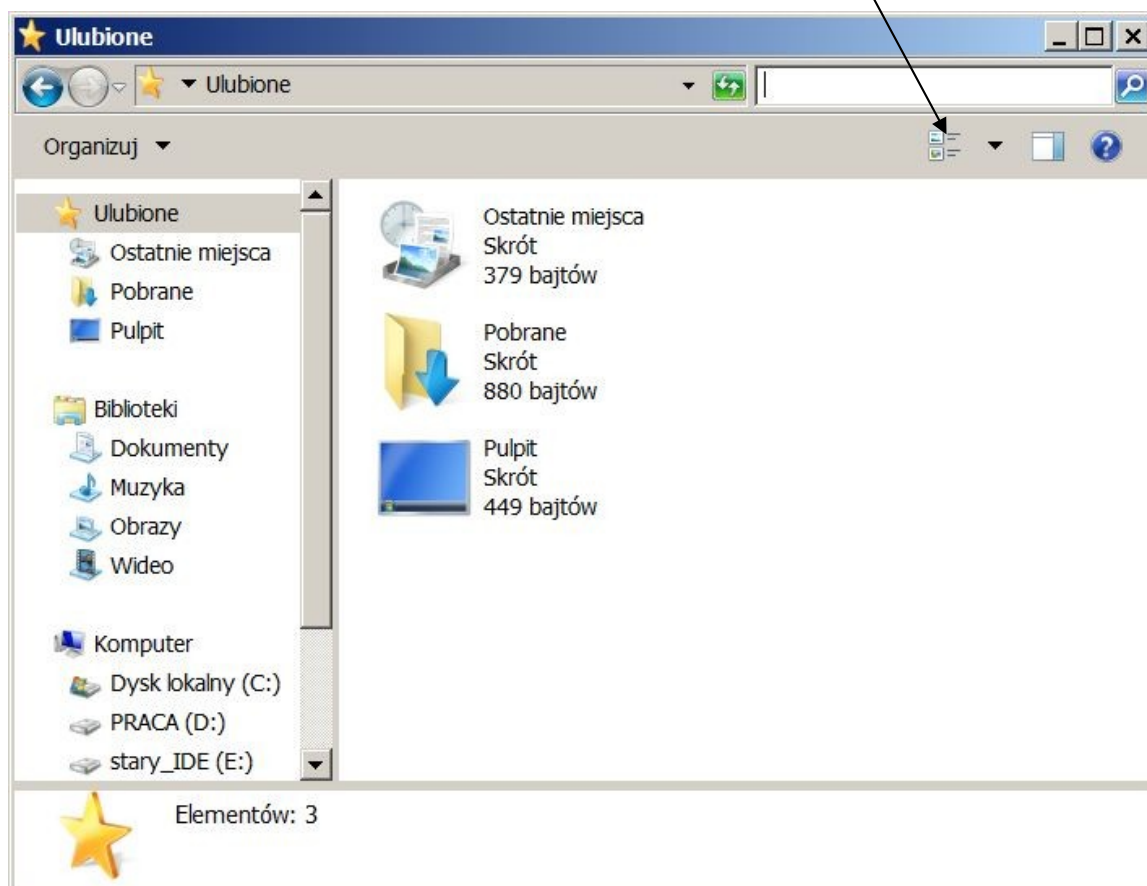 Ulubione
Ulubione
Organizuj
Ulubione
Ostatnie miejsca
Pobrane
Pulpit
Biblioteki
Dokumenty
Muzyka
Obrazy
Wideo
Komputer
Dysk lokalny (C:)
PRACA (D:)
stary_IDE (E:)
Ostatnie miejsca
Skrót
379 bajtów
Pobrane
Skrót
880 bajtów
Pulpit
Skrót
449 bajtów
Elementów: 3